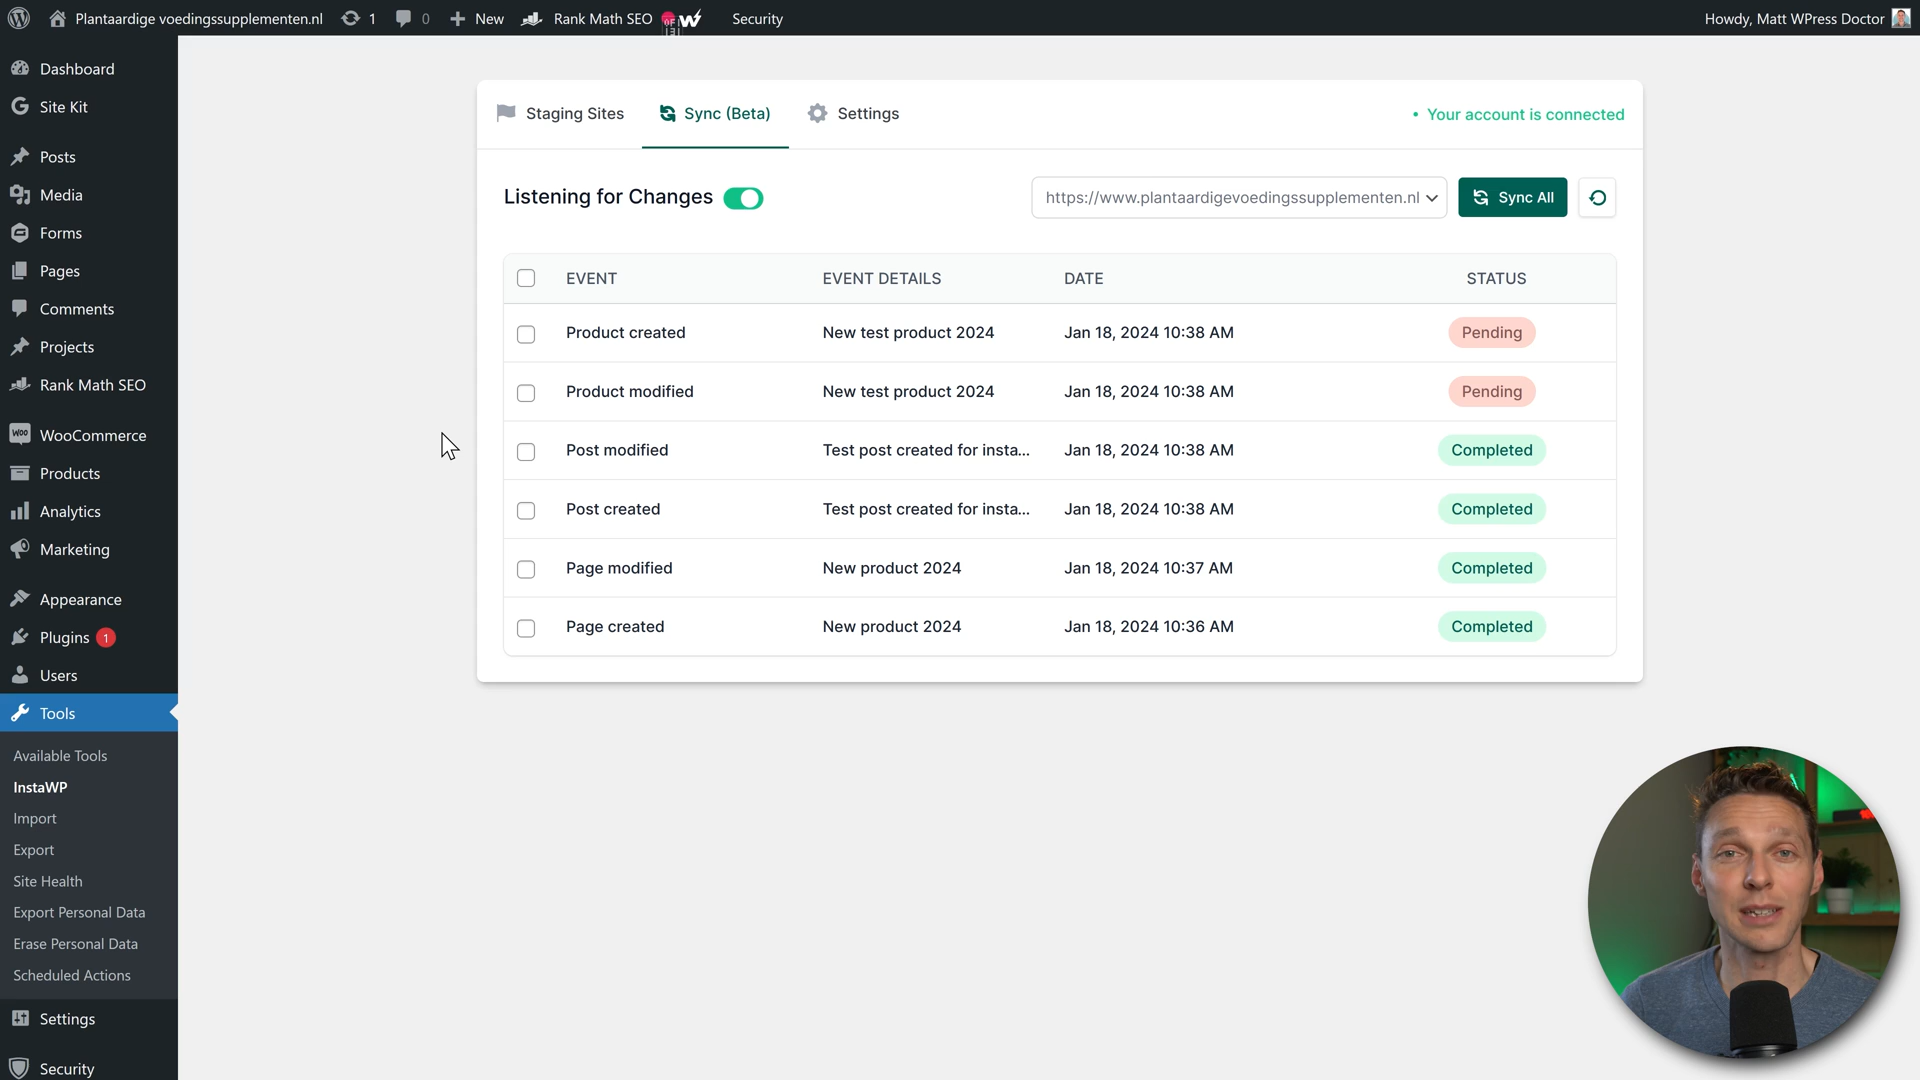 Plantaardige voedingssupplementen.nl 1 0 New Rank Math SEO Security Howdy, Matt WPress Doctor
Dashboard
Site Kit
Posts
Media
Forms
Pages
Comments
Projects
Rank Math SEO
WooCommerce
Products
Analytics
Marketing
Appearance
Plugins 1
Users
Tools
Available Tools
InstaWP
Import
Export
Site Health
Export Personal Data
Erase Personal Data
Scheduled Actions
Settings
Security
Staging Sites Sync (Beta) Settings • Your account is connected
Listening for Changes https://www.plantaardigevoedingssupplementen.nl Sync All
EVENT EVENT DETAILS DATE STATUS
Product created New test product 2024 Jan 18, 2024 10:38 AM Pending
Product modified New test product 2024 Jan 18, 2024 10:38 AM Pending
Post modified Test post created for insta... Jan 18, 2024 10:38 AM Completed
Post created Test post created for insta... Jan 18, 2024 10:38 AM Completed
Page modified New product 2024 Jan 18, 2024 10:37 AM Completed
Page created New product 2024 Jan 18, 2024 10:36 AM Completed